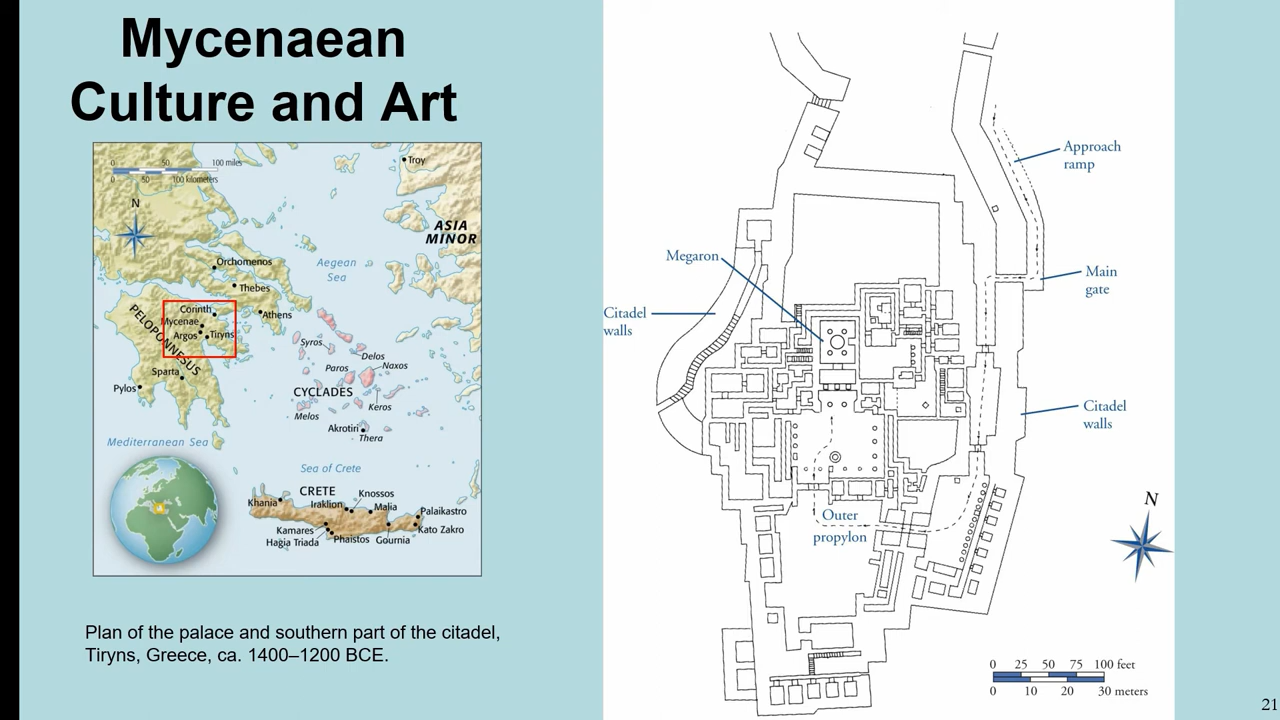 Mycenaean
Culture and Art
0 50 100 miles
0 50 100 kilometers
N
Troy
ASIA
MINOR
Orchomenos
Aegean
Sea
Thebes
Corinth
Athens
Mycenae
Argos
Tiryns
PELOPONNESUS
Syros
Delos
Naxos
Paros
Sparta
Pylos
CYCLADES
Keros
Melos
Akrotiri
Thera
Mediterranean Sea
Sea of Crete
CRETE
Knossos
Khania
Iraklion
Malia
Palaikastro
Kamares
Kato Zakro
Hagia Triada
Phaistos
Gournia
Plan of the palace and southern part of the citadel,
Tiryns, Greece, ca. 1400–1200 BCE.
Approach
ramp
Megaron
Main
gate
Citadel
walls
Citadel
walls
Outer
propylon
N
0 25 50 75 100 feet
0 10 20 30 meters
21